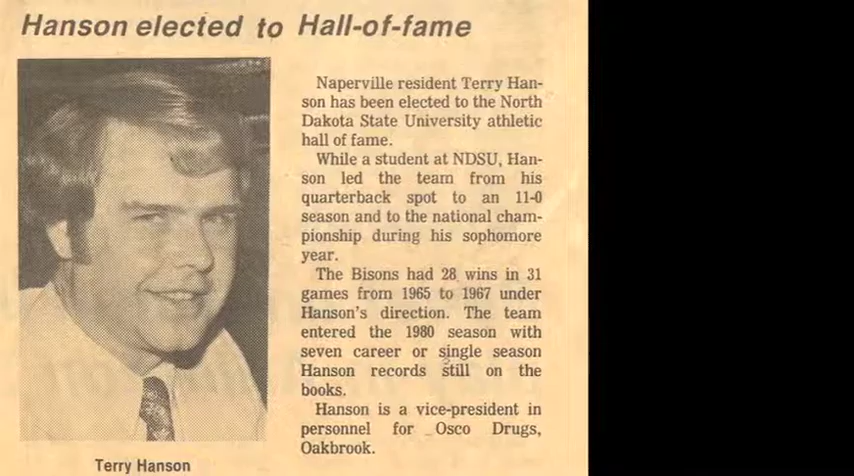 Hanson elected to Hall-of-fame
Naperville resident Terry Han-
son has been elected to the North
Dakota State University athletic
hall of fame.
While a student at NDSU, Han-
son led the team from his
quarterback spot to an 11-0
season and to the national cham-
pionship during his sophomore
year.
The Bisons had 28 wins in 31
games from 1965 to 1967 under
Hanson's direction. The team
entered the 1980 season with
seven career or single season
Hanson records still on the
books.
Hanson is a vice-president in
personnel for Osco Drugs,
Oakbrook.
Terry Hanson